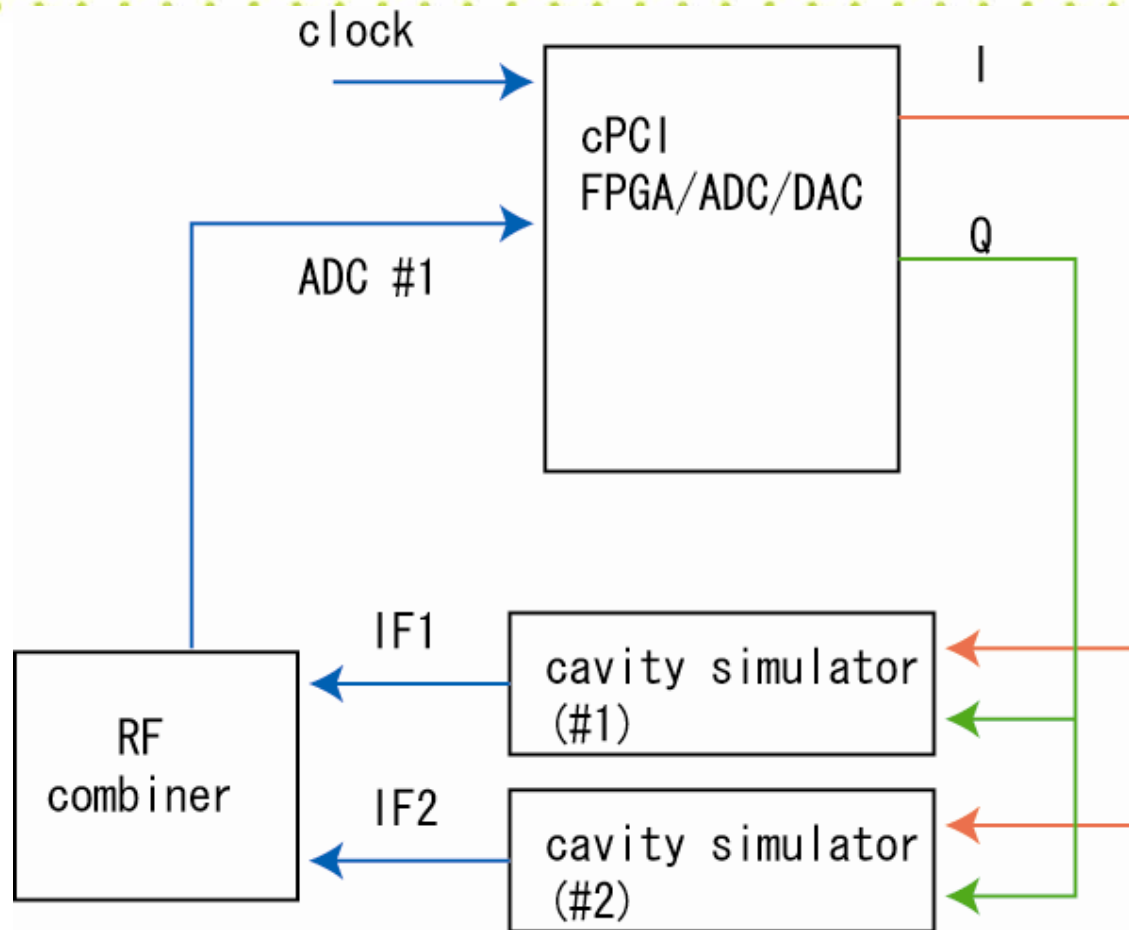 clock
I
cPCI
FPGA/ADC/DAC
Q
ADC #1
IF1
cavity simulator
(#1)
RF
combiner
IF2
cavity simulator
(#2)